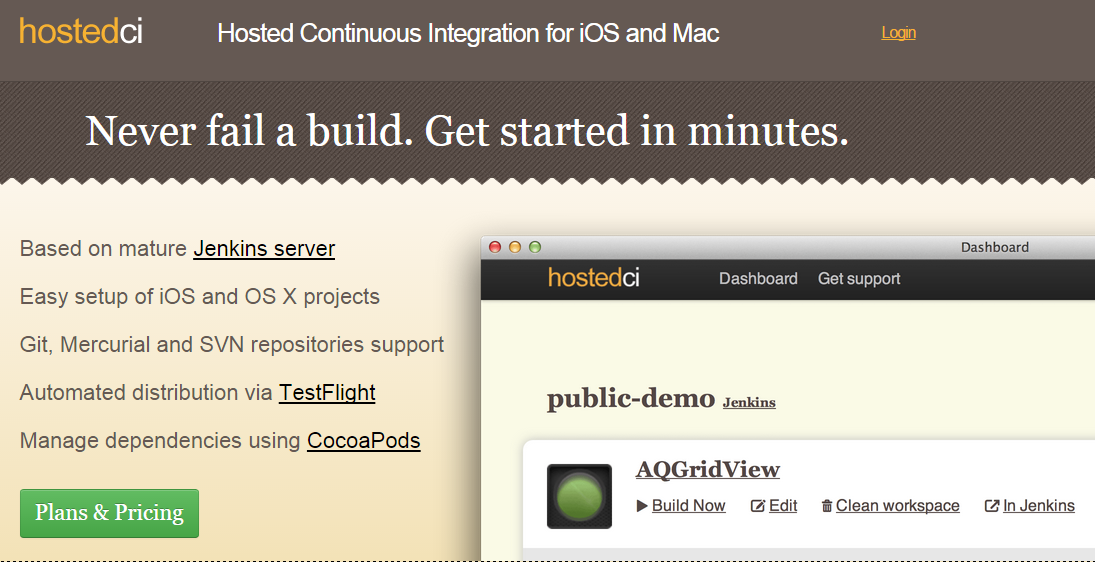 hostedci Hosted Continuous Integration for iOS and Mac Login
Never fail a build. Get started in minutes.
Based on mature Jenkins server
Easy setup of iOS and OS X projects
Git, Mercurial and SVN repositories support
Automated distribution via TestFlight
Manage dependencies using CocoaPods
Plans & Pricing
Dashboard
hostedci Dashboard Get support
public-demo Jenkins
AQGridView
Build Now Edit Clean workspace In Jenkins